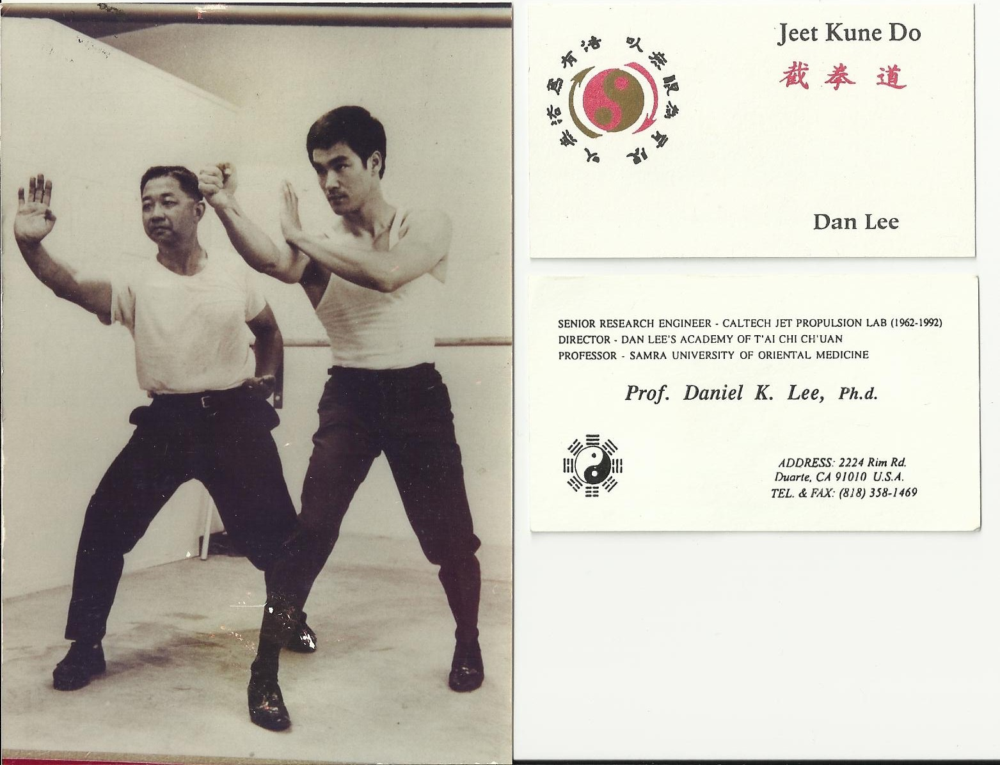 Jeet Kune Do
截拳道
以無法為有法
以無限為有限
Dan Lee
SENIOR RESEARCH ENGINEER - CALTECH JET PROPULSION LAB (1962-1992)
DIRECTOR - DAN LEE'S ACADEMY OF T'AI CHI CH'UAN
PROFESSOR - SAMRA UNIVERSITY OF ORIENTAL MEDICINE
Prof. Daniel K. Lee, Ph.d.
ADDRESS: 2224 Rim Rd.
Duarte, CA 91010 U.S.A.
TEL. & FAX: (818) 358-1469